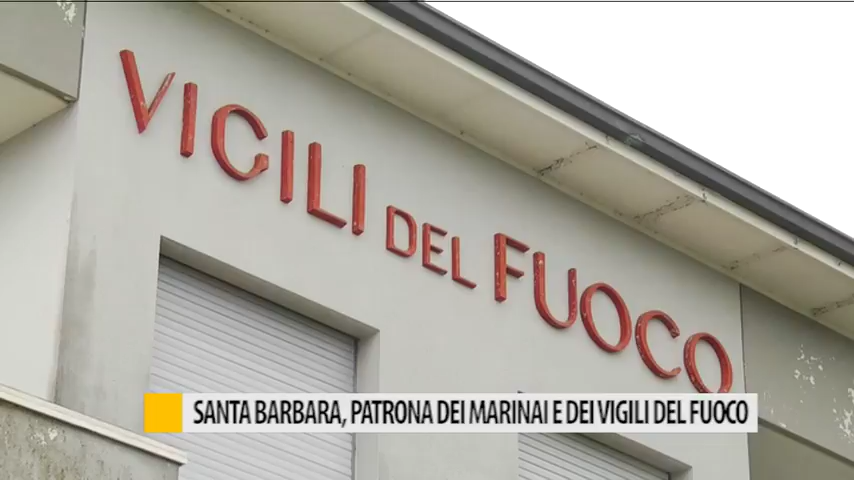 VIGILI DEL FUOCO
SANTA BARBARA, PATRONA DEI MARINAI E DEI VIGILI DEL FUOCO